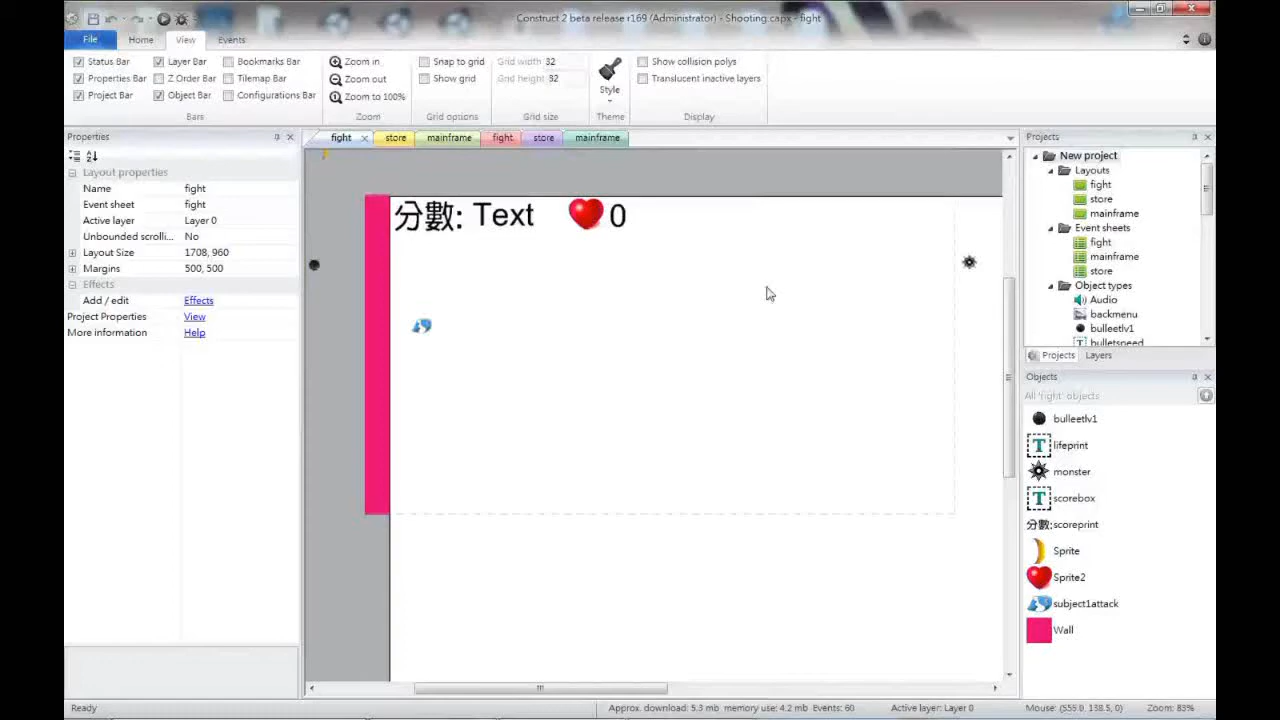 Construct 2 beta release r169 (Administrator) - Shooting.capx - fight
File Home View Events
Status Bar Layer Bar Bookmarks Bar Zoom in Snap to grid Grid width 32 Show collision polys
Properties Bar Z Order Bar Tilemap Bar Zoom out Show grid Grid height 32 Style Translucent inactive layers
Project Bar Object Bar Configurations Bar Zoom to 100%
Bars Zoom Grid options Grid size Theme Display
Properties
fight store mainframe fight store mainframe
Projects
Layout properties
Name fight
Event sheet fight
Active layer Layer 0
Unbounded scrolli... No
Layout Size 1708, 960
Margins 500, 500
Effects
Add / edit Effects
Project Properties View
More information Help
分數: Text 0
New project
Layouts
fight
store
mainframe
Event sheets
fight
mainframe
store
Object types
Audio
backmenu
bulleetlv1
bulletspeed
Projects Layers
Objects
All 'fight' objects
bulleetlv1
T lifeprint
monster
T scorebox
分數: scoreprint
Sprite
Sprite2
subject1attack
Wall
Ready Approx. download: 5.3 mb memory use: 4.2 mb Events: 60 Active layer: Layer 0 Mouse: (555.0, 138.5, 0) Zoom: 83%